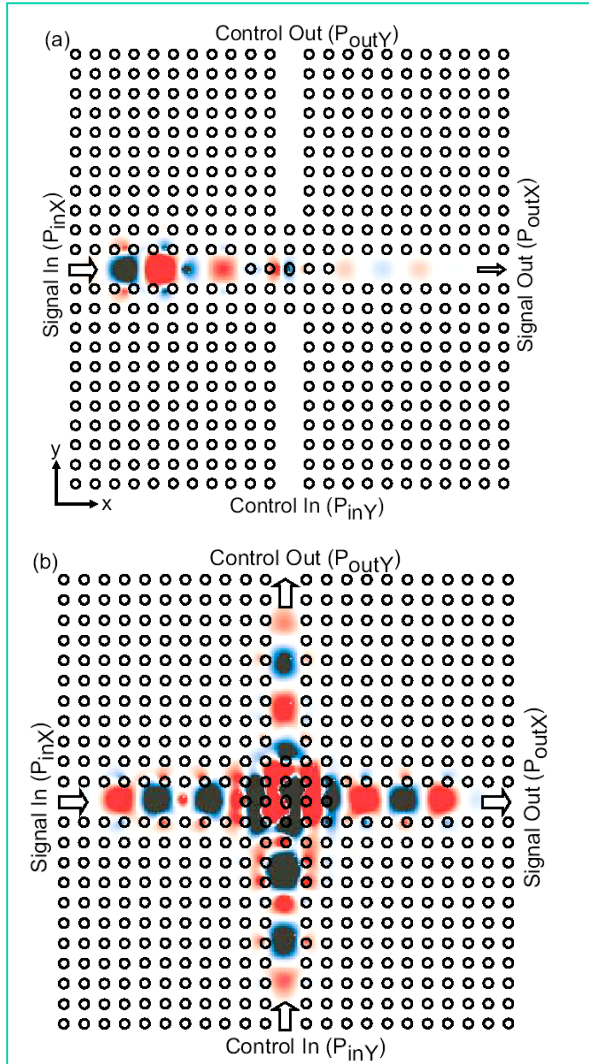 (a)
Control Out (PoutY)
Signal In (PinX)
Signal Out (PoutX)
y
x
Control In (PinY)
(b)
Control Out (PoutY)
Signal In (PinX)
Signal Out (PoutX)
Control In (PinY)